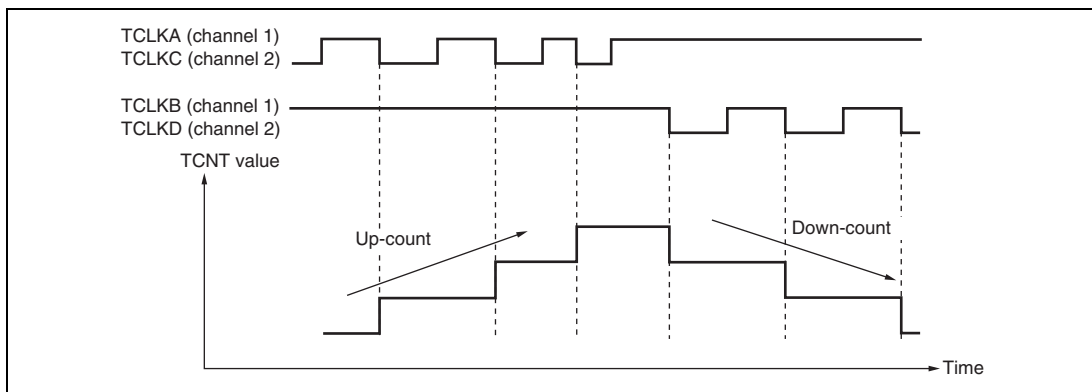 TCLKA (channel 1)
TCLKC (channel 2)
TCLKB (channel 1)
TCLKD (channel 2)
TCNT value
Up-count
Down-count
Time